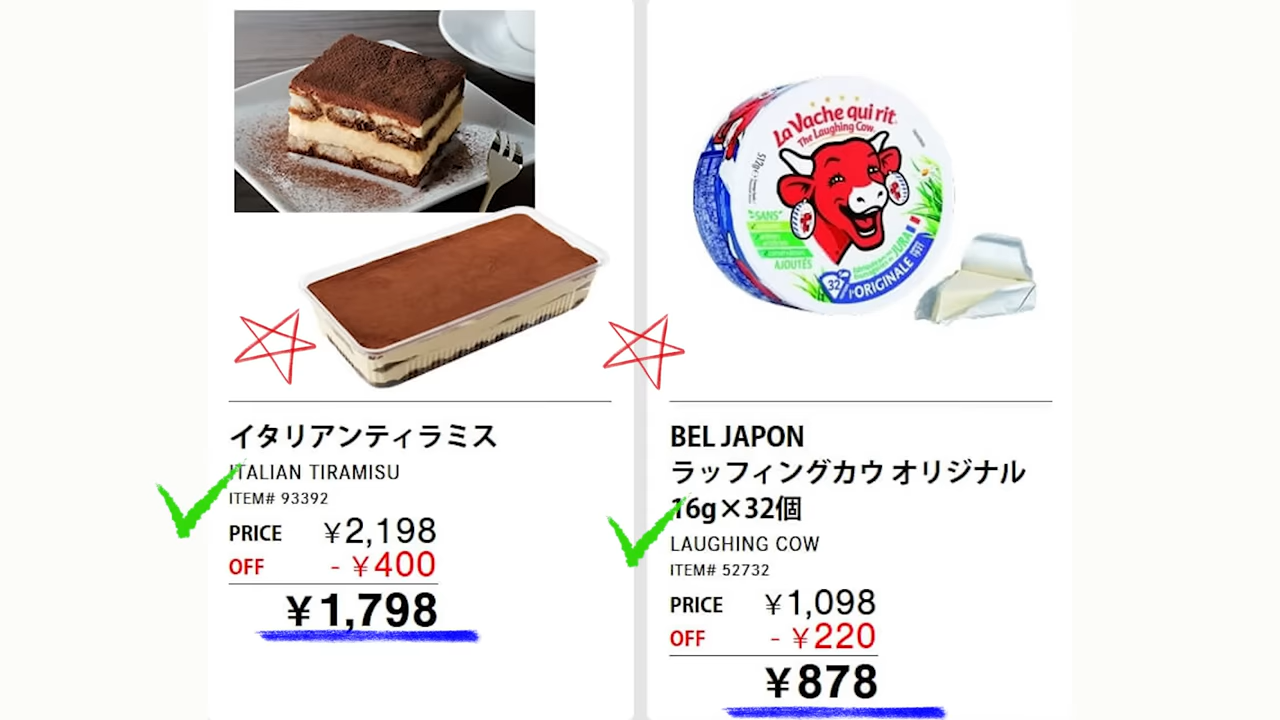 イタリアンティラミス
ITALIAN TIRAMISU
ITEM# 93392
PRICE ¥2,198
OFF - ¥400
¥1,798
La Vache qui rit
The Laughing Cow
512g
SANS
AJOUTÉS
JURA
32
l'ORIGINALE
BEL JAPON
ラッフィングカウ オリジナル
16g×32個
LAUGHING COW
ITEM# 52732
PRICE ¥1,098
OFF - ¥220
¥878